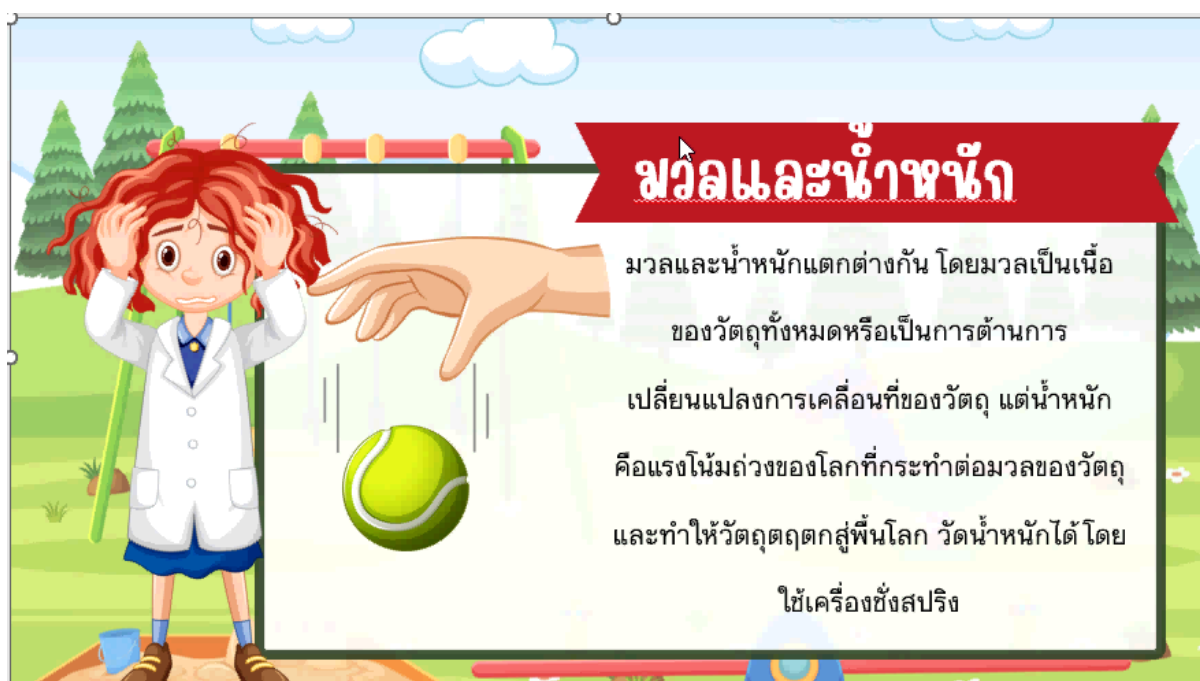 มวลและน้ำหนัก
มวลและน้ำหนักแตกต่างกัน โดยมวลเป็นเนื้อ
ของวัตถุทั้งหมดหรือเป็นการต้านการ
เปลี่ยนแปลงการเคลื่อนที่ของวัตถุ แต่น้ำหนัก
คือแรงโน้มถ่วงของโลกที่กระทำต่อมวลของวัตถุ
และทำให้วัตถุตฤตกสู่พื้นโลก วัดน้ำหนักได้โดย
ใช้เครื่องชั่งสปริง